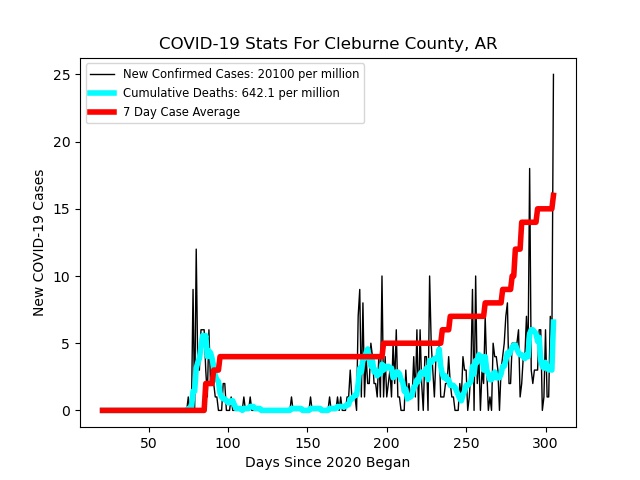 COVID-19 Stats For Cleburne County, AR
New Confirmed Cases: 20100 per million
Cumulative Deaths: 642.1 per million
7 Day Case Average
New COVID-19 Cases
25
20
15
10
5
0
50 100 150 200 250 300
Days Since 2020 Began